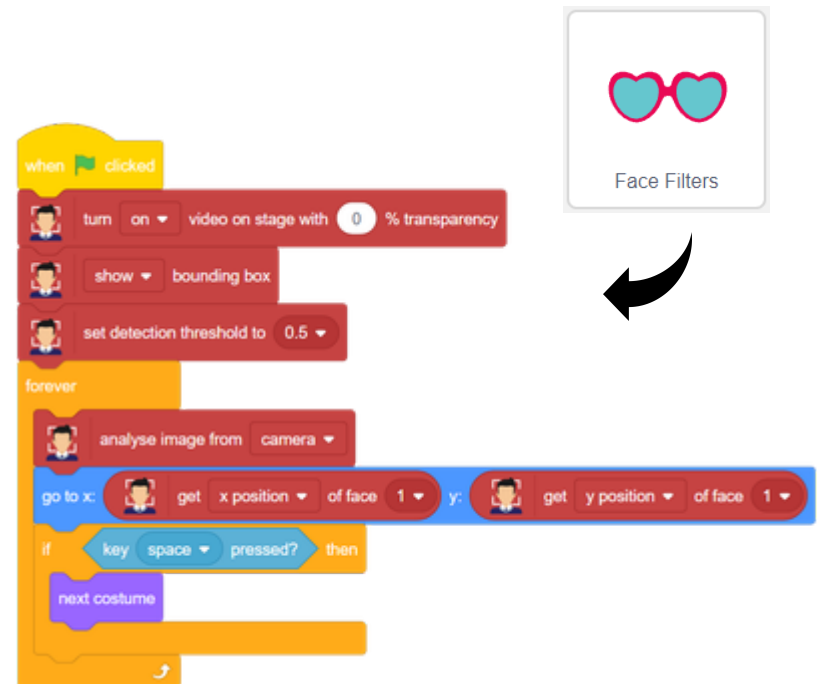 Face Filters
when clicked
turn on video on stage with 0 % transparency
show bounding box
set detection threshold to 0.5
forever
analyse image from camera
go to x: get x position of face 1 y: get y position of face 1
if key space pressed? then
next costume